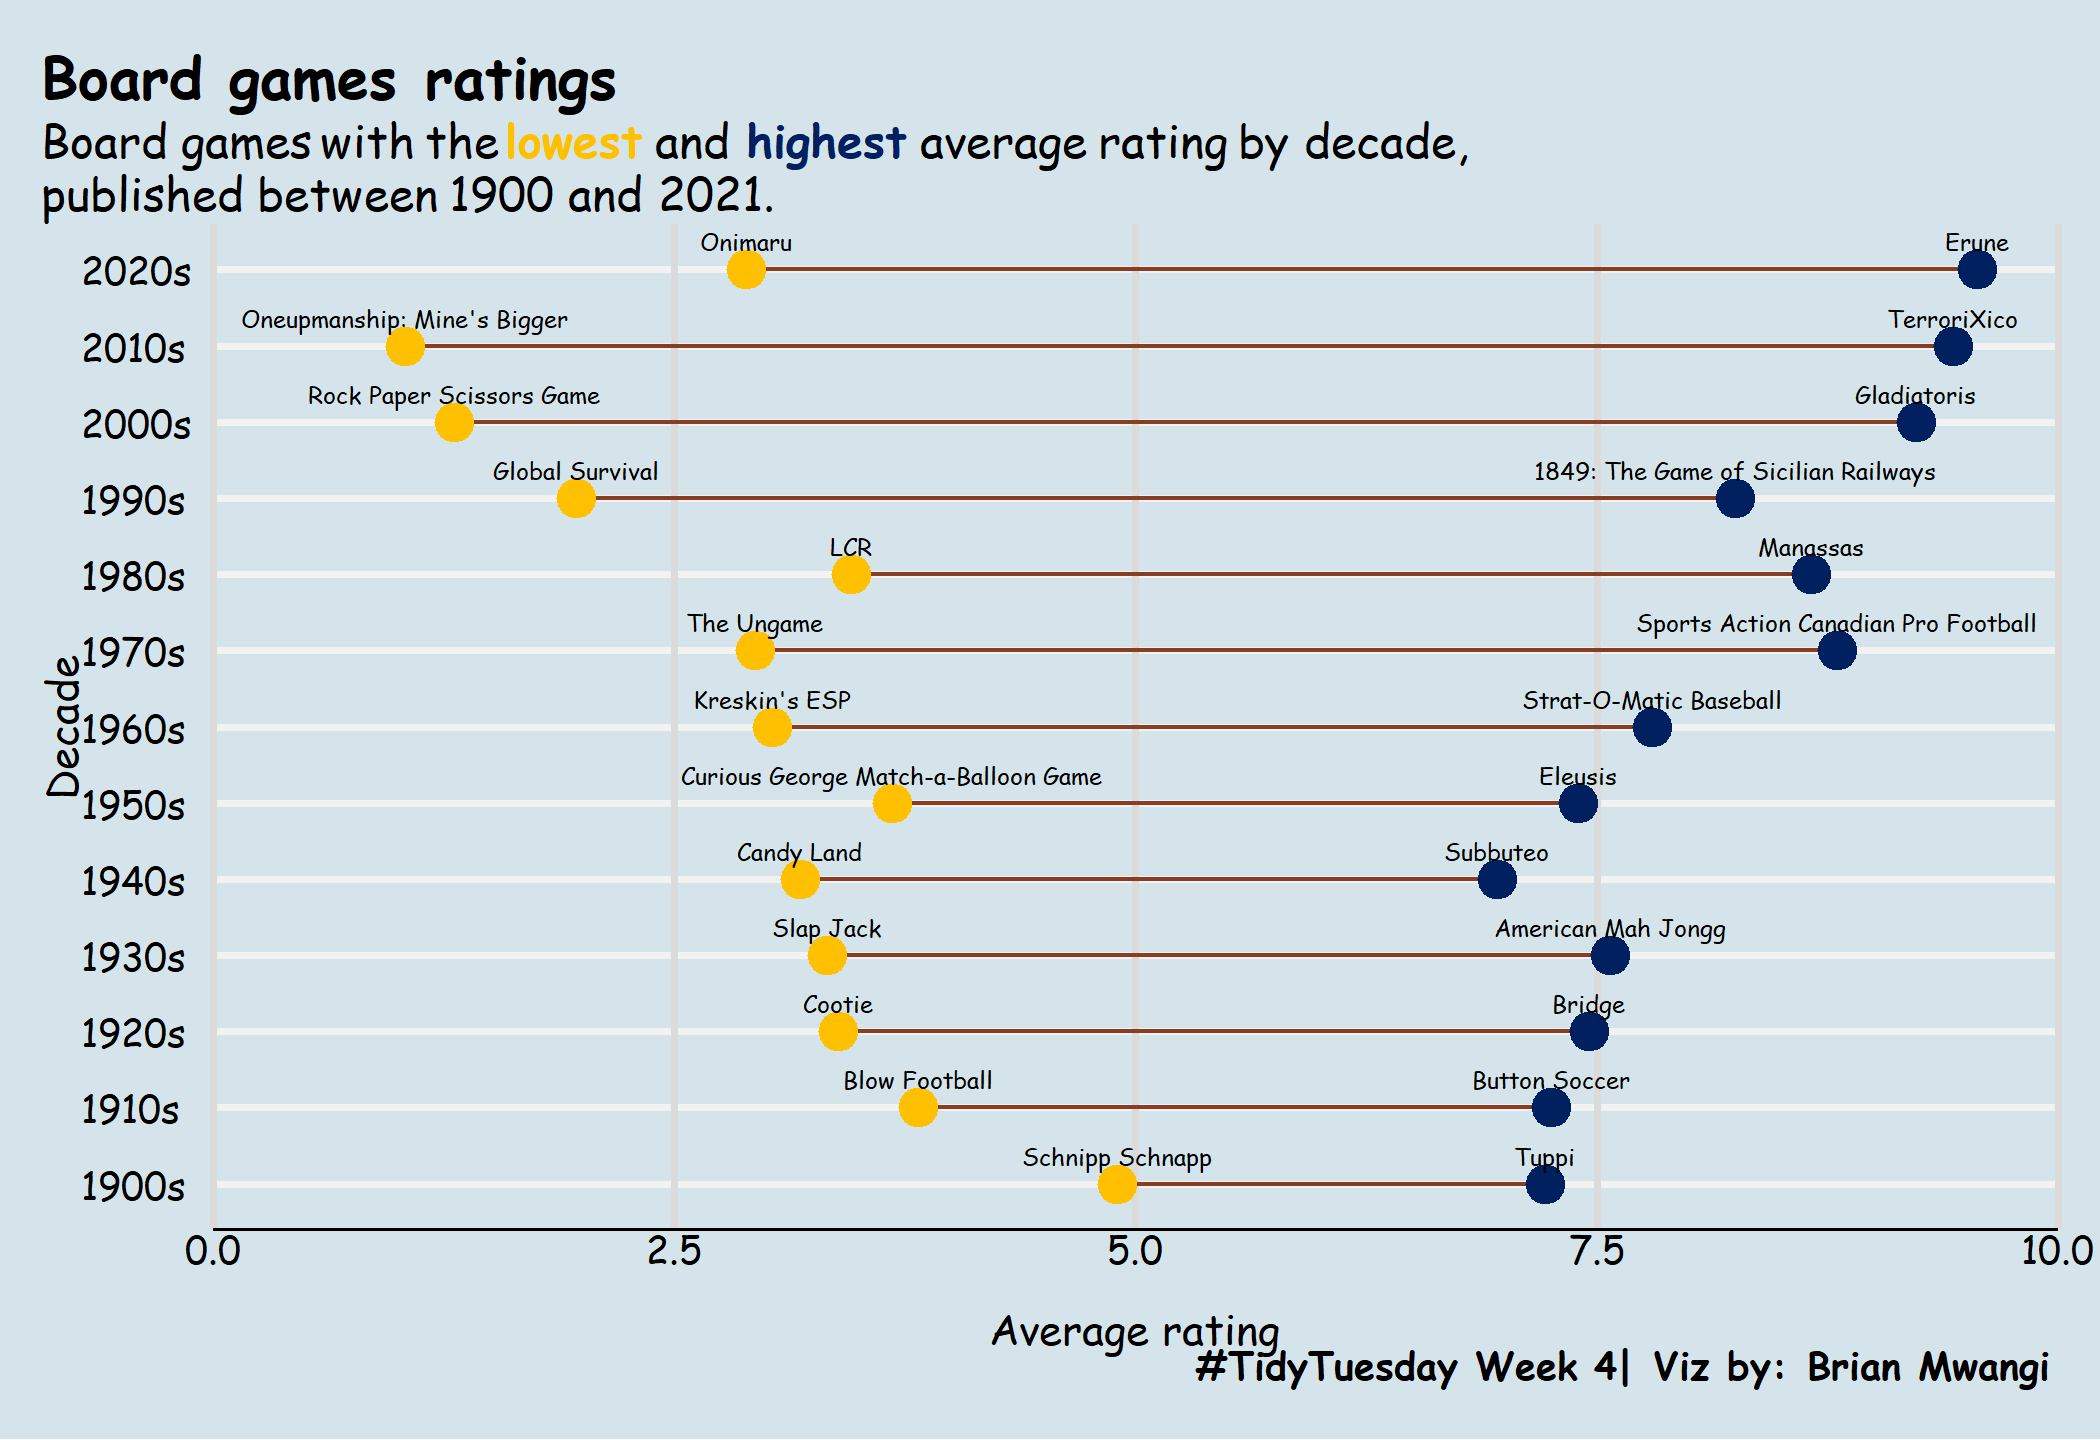 Board games ratings
Board games with the lowest and highest average rating by decade,
published between 1900 and 2021.
Onimaru Erune
2020s
Oneupmanship: Mine's Bigger TerroriXico
2010s
Rock Paper Scissors Game Gladiatoris
2000s
Global Survival 1849: The Game of Sicilian Railways
1990s
LCR Manassas
1980s
The Ungame Sports Action Canadian Pro Football
1970s
Decade
Kreskin's ESP Strat-O-Matic Baseball
1960s
Curious George Match-a-Balloon Game Eleusis
1950s
Candy Land Subbuteo
1940s
Slap Jack American Mah Jongg
1930s
Cootie Bridge
1920s
Blow Football Button Soccer
1910s
Schnipp Schnapp Tuppi
1900s
0.0 2.5 5.0 7.5 10.0
Average rating
#TidyTuesday Week 4| Viz by: Brian Mwangi